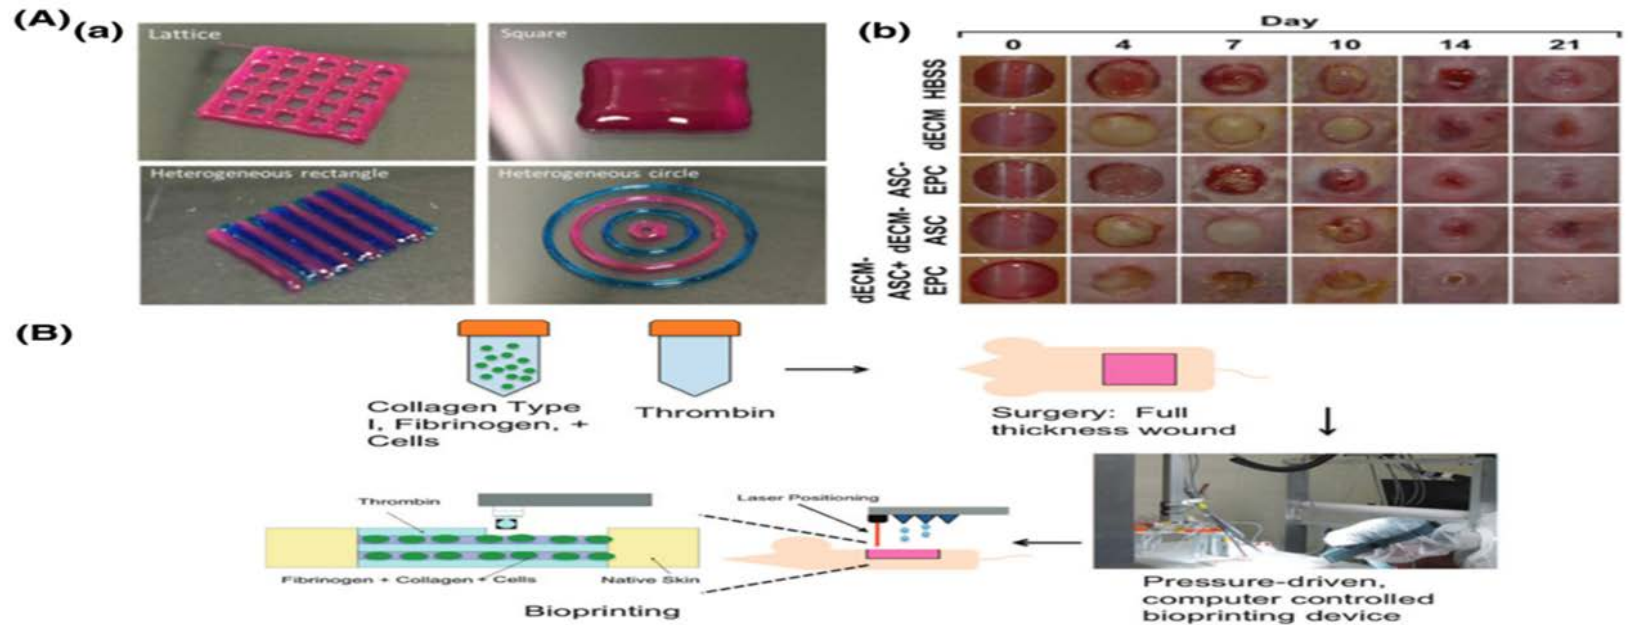 (A)
(a)
Lattice
Square
Heterogeneous rectangle
Heterogeneous circle
(b)
Day
0 4 7 10 14 21
HBSS
dECM
ASC-
EPC
dECM-
ASC
dECM-
ASC+
EPC
(B)
Collagen Type
I, Fibrinogen, +
Cells
Thrombin
Surgery: Full
thickness wound
Thrombin
Fibrinogen + Collagen + Cells
Native Skin
Bioprinting
Laser Positioning
Pressure-driven,
computer controlled
bioprinting device